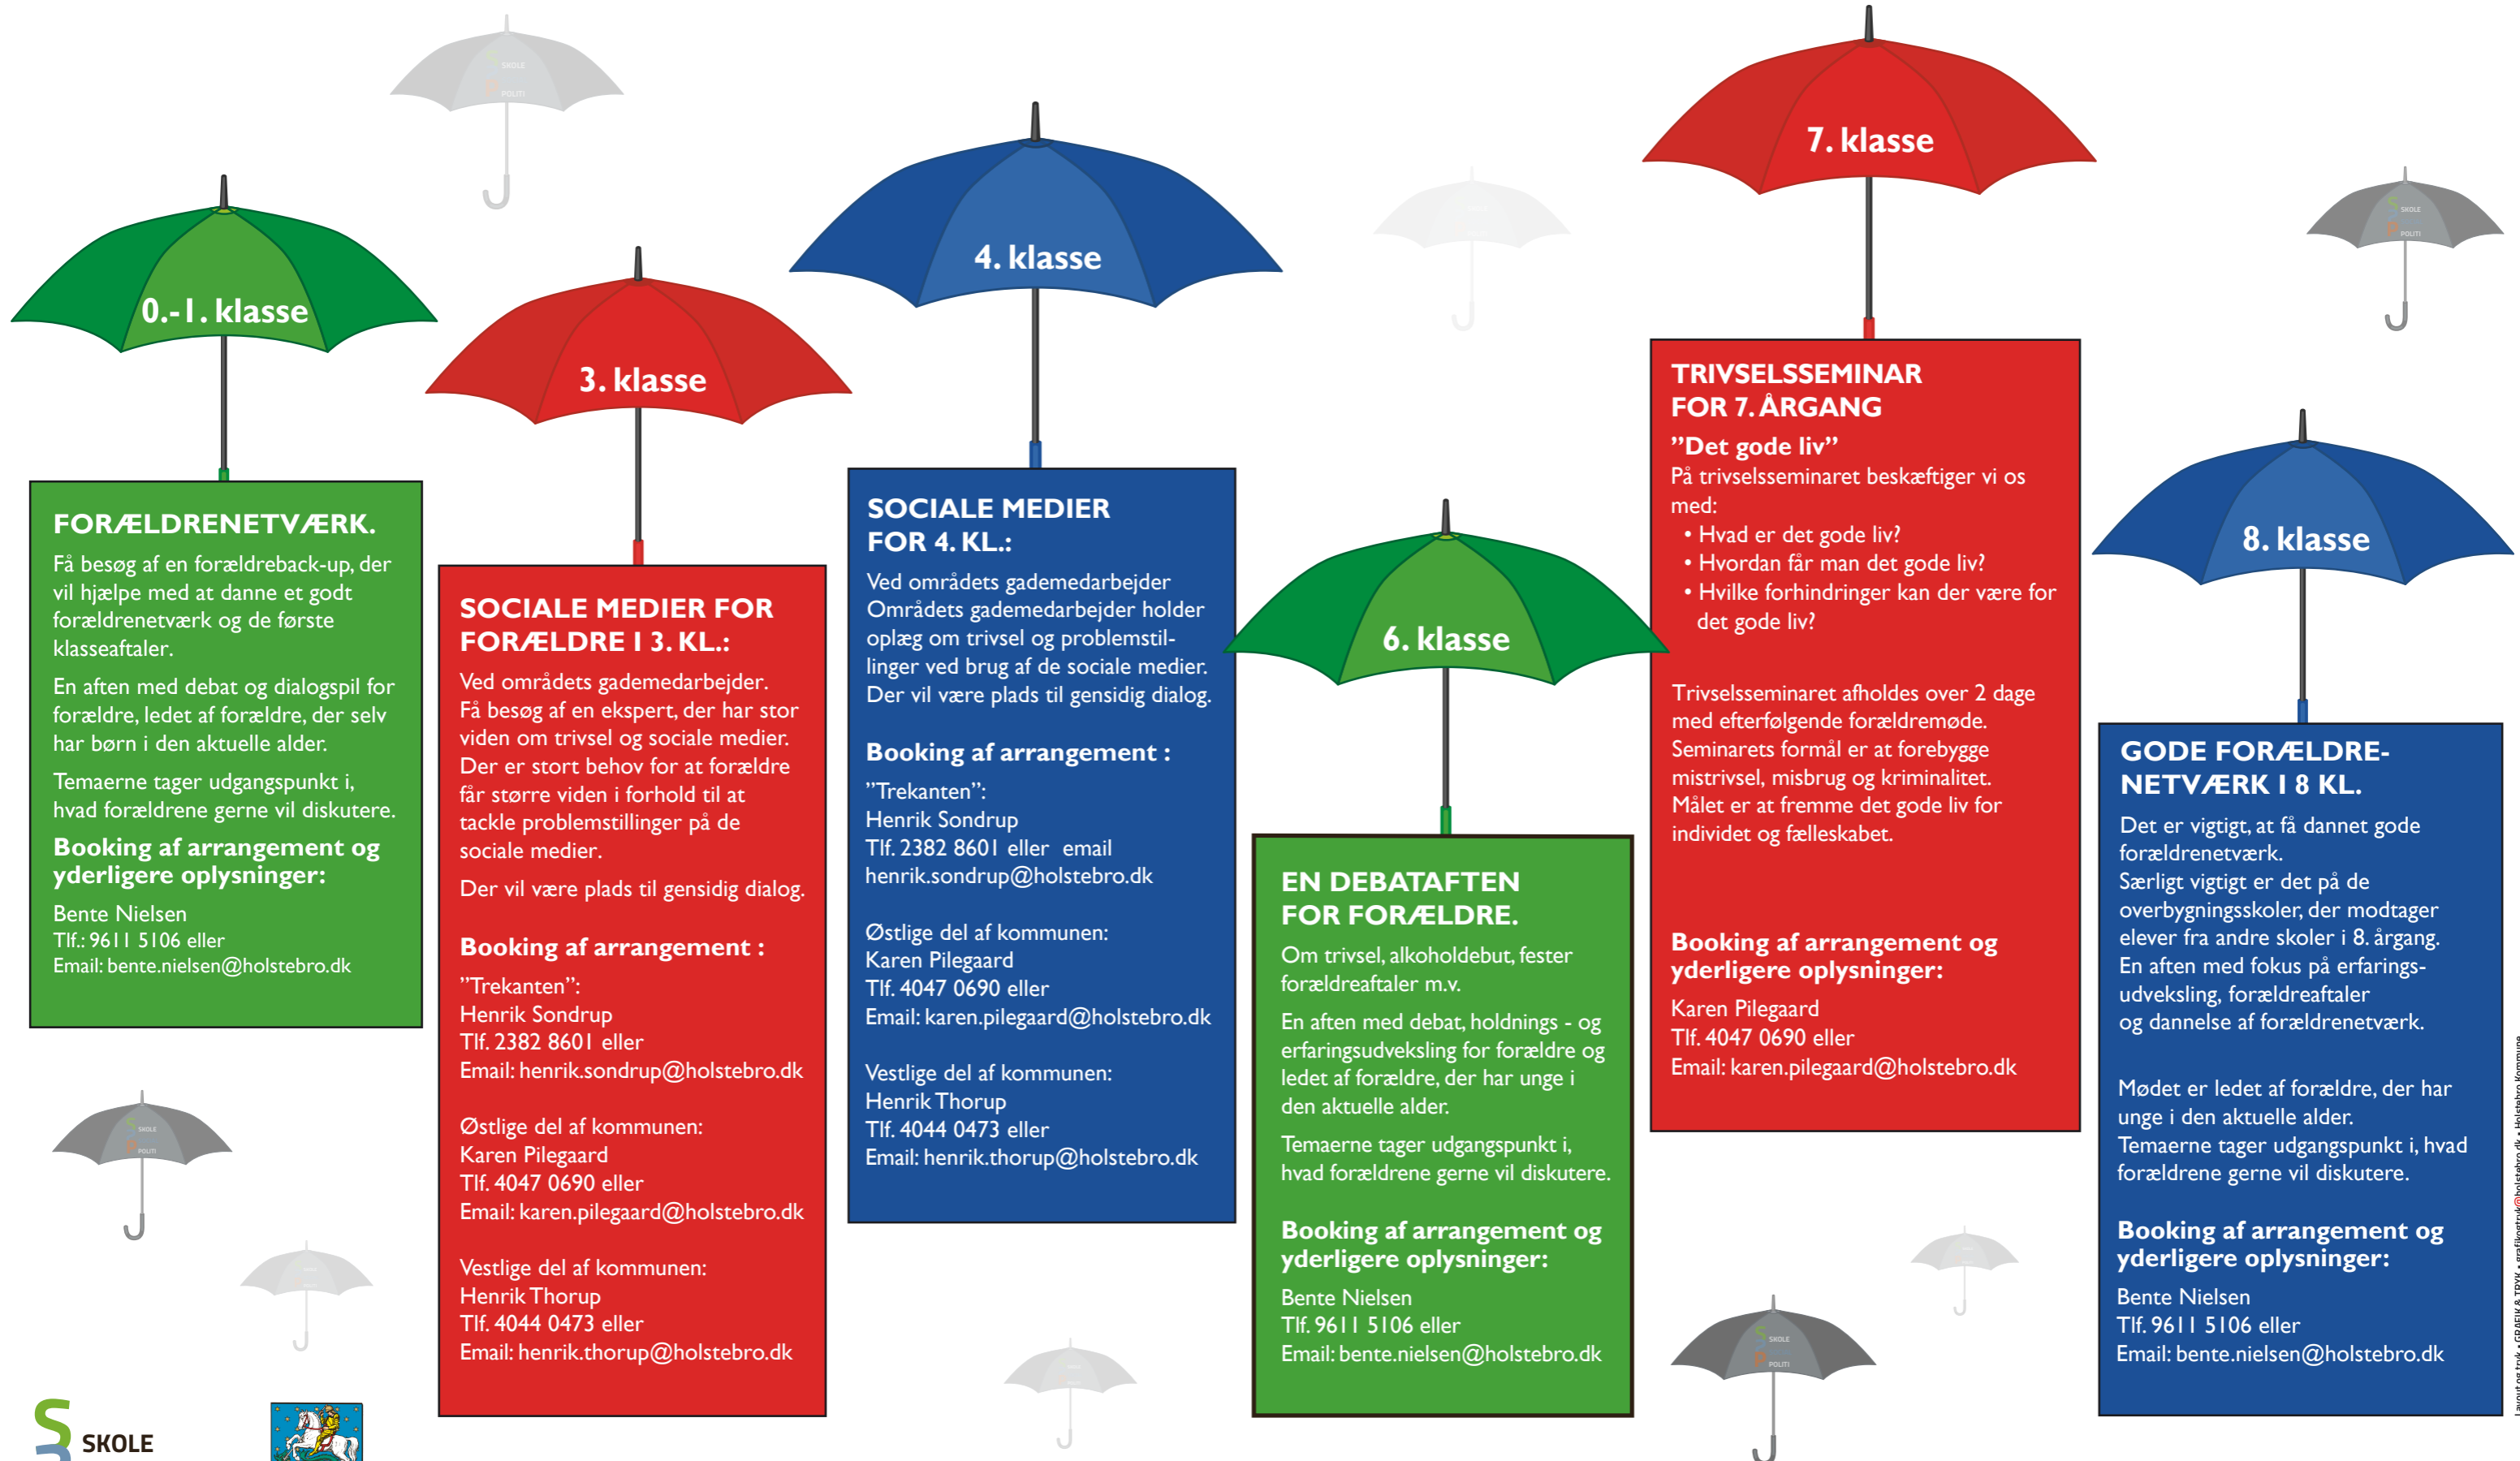 0.-1. klasse
FORÆLDRENETVÆRK.
Få besøg af en forældreback-up, der
vil hjælpe med at danne et godt
forældrenetværk og de første
klasseaftaler.
En aften med debat og dialogspil for
forældre, ledet af forældre, der selv
har børn i den aktuelle alder.
Temaerne tager udgangspunkt i,
hvad forældrene gerne vil diskutere.
Booking af arrangement og
yderligere oplysninger:
Bente Nielsen
Tlf.: 9611 5106 eller
Email: bente.nielsen@holstebro.dk
3. klasse
SOCIALE MEDIER FOR
FORÆLDRE I 3. KL.:
Ved områdets gademedarbejder.
Få besøg af en ekspert, der har stor
viden om trivsel og sociale medier.
Der er stort behov for at forældre
får større viden i forhold til at
tackle problemstillinger på de
sociale medier.
Der vil være plads til gensidig dialog.
Booking af arrangement :
”Trekanten”:
Henrik Sondrup
Tlf. 2382 8601 eller
Email: henrik.sondrup@holstebro.dk
Østlige del af kommunen:
Karen Pilegaard
Tlf. 4047 0690 eller
Email: karen.pilegaard@holstebro.dk
Vestlige del af kommunen:
Henrik Thorup
Tlf. 4044 0473 eller
Email: henrik.thorup@holstebro.dk
4. klasse
SOCIALE MEDIER
FOR 4. KL.:
Ved områdets gademedarbejder
Områdets gademedarbejder holder
oplæg om trivsel og problemstil-
linger ved brug af de sociale medier.
Der vil være plads til gensidig dialog.
Booking af arrangement :
”Trekanten”:
Henrik Sondrup
Tlf. 2382 8601 eller email
henrik.sondrup@holstebro.dk
Østlige del af kommunen:
Karen Pilegaard
Tlf. 4047 0690 eller
Email: karen.pilegaard@holstebro.dk
Vestlige del af kommunen:
Henrik Thorup
Tlf. 4044 0473 eller
Email: henrik.thorup@holstebro.dk
6. klasse
EN DEBATAFTEN
FOR FORÆLDRE.
Om trivsel, alkoholdebut, fester
forældreaftaler m.v.
En aften med debat, holdnings - og
erfaringsudveksling for forældre og
ledet af forældre, der har unge i
den aktuelle alder.
Temaerne tager udgangspunkt i,
hvad forældrene gerne vil diskutere.
Booking af arrangement og
yderligere oplysninger:
Bente Nielsen
Tlf. 9611 5106 eller
Email: bente.nielsen@holstebro.dk
7. klasse
TRIVSELSSEMINAR
FOR 7. ÅRGANG
”Det gode liv”
På trivselsseminaret beskæftiger vi os
med:
• Hvad er det gode liv?
• Hvordan får man det gode liv?
• Hvilke forhindringer kan der være for
det gode liv?
Trivselsseminaret afholdes over 2 dage
med efterfølgende forældremøde.
Seminarets formål er at forebygge
mistrivsel, misbrug og kriminalitet.
Målet er at fremme det gode liv for
individet og fælleskabet.
Booking af arrangement og
yderligere oplysninger:
Karen Pilegaard
Tlf. 4047 0690 eller
Email: karen.pilegaard@holstebro.dk
8. klasse
GODE FORÆLDRE-
NETVÆRK I 8 KL.
Det er vigtigt, at få dannet gode
forældrenetværk.
Særligt vigtigt er det på de
overbygningsskoler, der modtager
elever fra andre skoler i 8. årgang.
En aften med fokus på erfarings-
udveksling, forældreaftaler
og dannelse af forældrenetværk.
Mødet er ledet af forældre, der har
unge i den aktuelle alder.
Temaerne tager udgangspunkt i, hvad
forældrene gerne vil diskutere.
Booking af arrangement og
yderligere oplysninger:
Bente Nielsen
Tlf. 9611 5106 eller
Email: bente.nielsen@holstebro.dk
Layout og tryk • GRAFIK & TRYK • grafikogtryk@holstebro.dk • Holstebro Kommune
SKOLE
POLITI
SKOLE
POLITI
SKOLE
POLITI
SKOLE
POLITI
S SKOLE